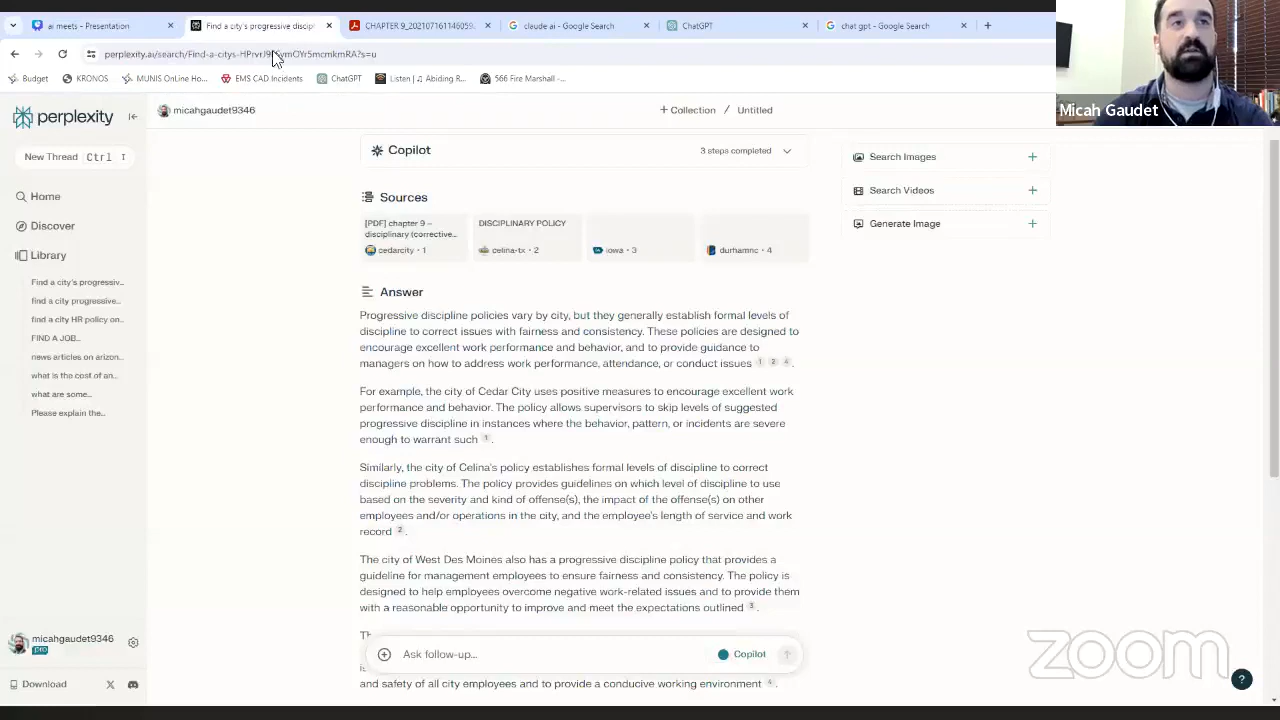 ai meets – Presentation
Find a city's progressive discip
CHAPTER 9_202107161146059
claude ai - Google Search
ChatGPT
chat gpt - Google Search
Budget
KRONOS
MUNIS Online Ho...
EMS CAD Incidents
ChatGPT
Listen | ♫ Abiding R...
566 Fire Marshall -...
Micah Gaudet
perplexity
New Thread Ctrl I
Home
Discover
Library
Find a city's progressiv...
find a city progressive...
find a city HR policy on...
FIND A JOB...
news articles on arizon...
what is the cost of an...
what are some...
Please explain the...
micahgaudet9346
pro
Download
micahgaudet9346
+ Collection / Untitled
Copilot
3 steps completed
Sources
[PDF] chapter 9 –
disciplinary (corrective...
cedarcity · 1
DISCIPLINARY POLICY
celina-tx · 2
iowa · 3
durhamnc · 4
Answer
Progressive discipline policies vary by city, but they generally establish formal levels of
discipline to correct issues with fairness and consistency. These policies are designed to
encourage excellent work performance and behavior, and to provide guidance to
managers on how to address work performance, attendance, or conduct issues 1 2 4 .
For example, the city of Cedar City uses positive measures to encourage excellent work
performance and behavior. The policy allows supervisors to skip levels of suggested
progressive discipline in instances where the behavior, pattern, or incidents are severe
enough to warrant such 1 .
Similarly, the city of Celina's policy establishes formal levels of discipline to correct
discipline problems. The policy provides guidelines on which level of discipline to use
based on the severity and kind of offense(s), the impact of the offense(s) on other
employees and/or operations in the city, and the employee's length of service and work
record 2 .
The city of West Des Moines also has a progressive discipline policy that provides a
guideline for management employees to ensure fairness and consistency. The policy is
designed to help employees overcome negative work-related issues and to provide them
with a reasonable opportunity to improve and meet the expectations outlined 3 .
Th
Ask follow-up...
Copilot
and safety of all city employees and to provide a conducive working environment 4 .
Search Images
Search Videos
Generate Image
zoom
?